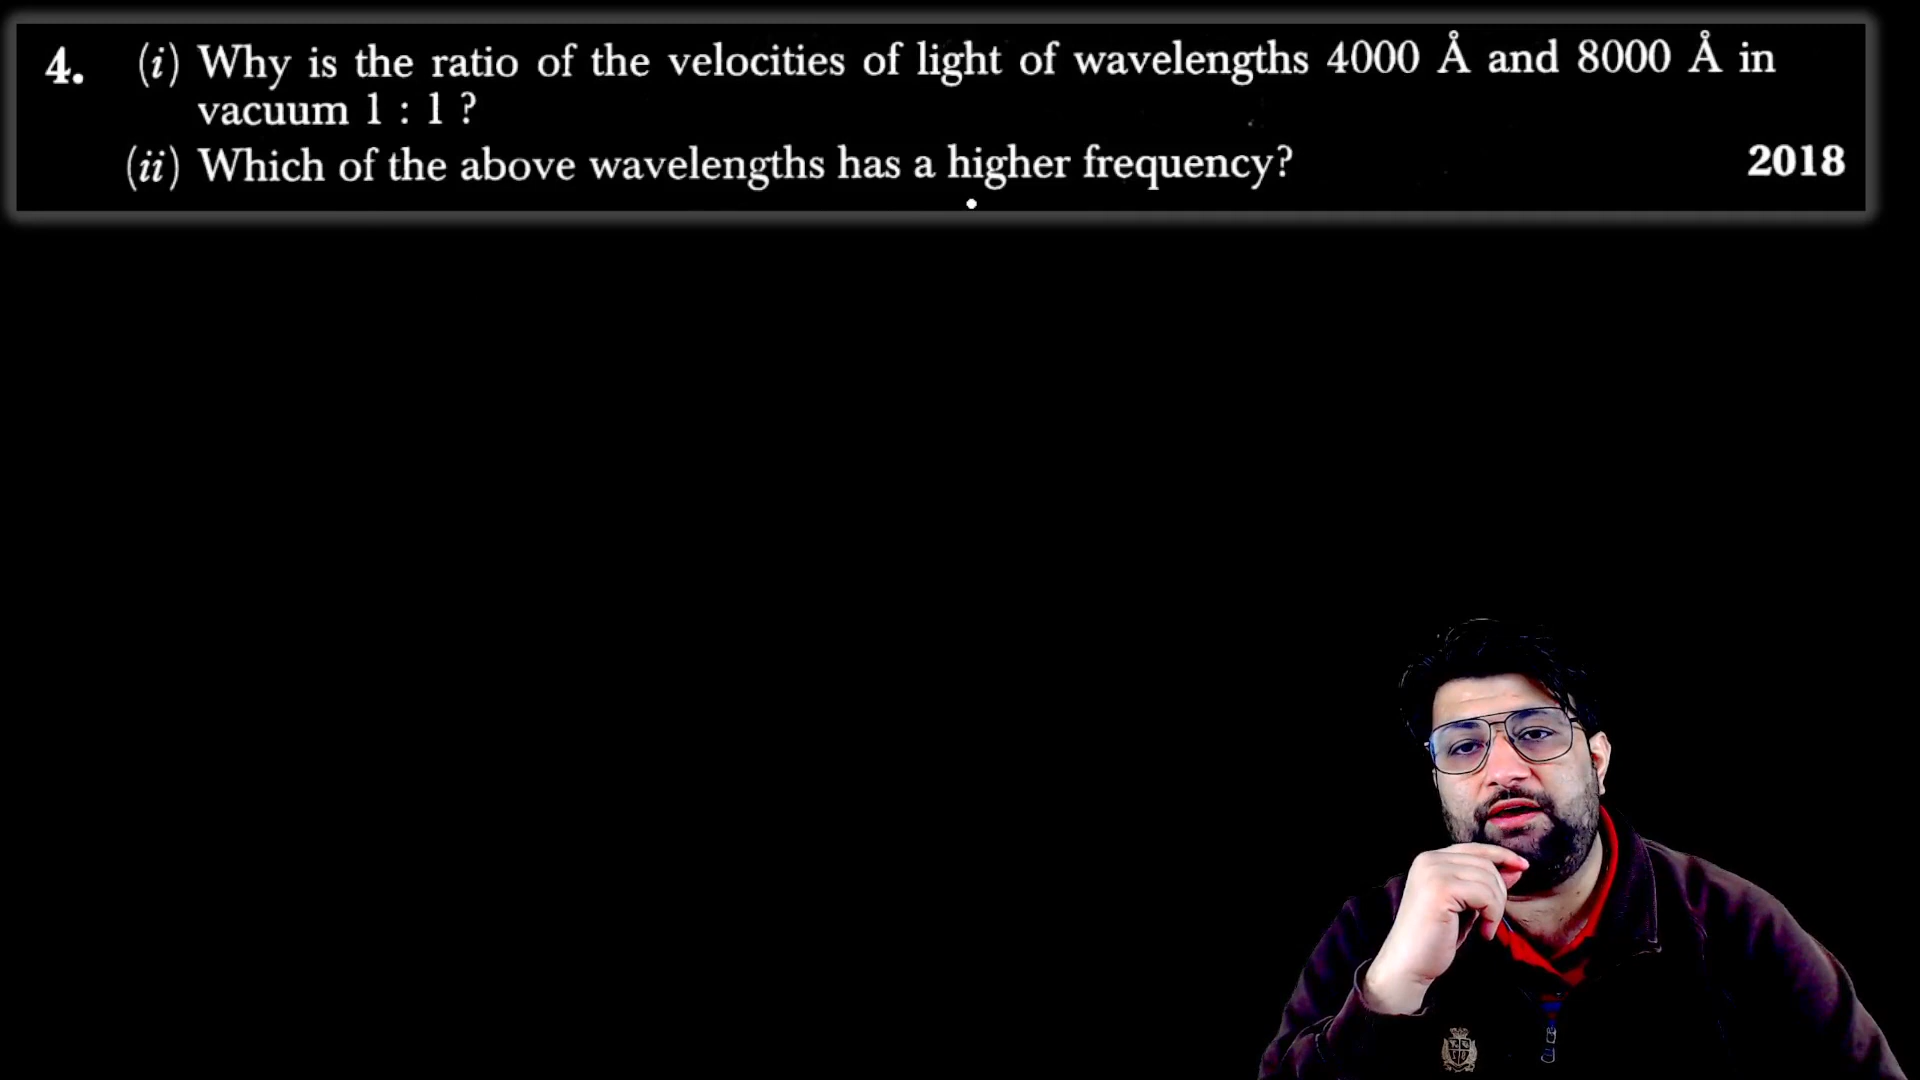 4. (i) Why is the ratio of the velocities of light of wavelengths 4000 Å and 8000 Å in
vacuum 1 : 1 ?
(ii) Which of the above wavelengths has a higher frequency? 2018